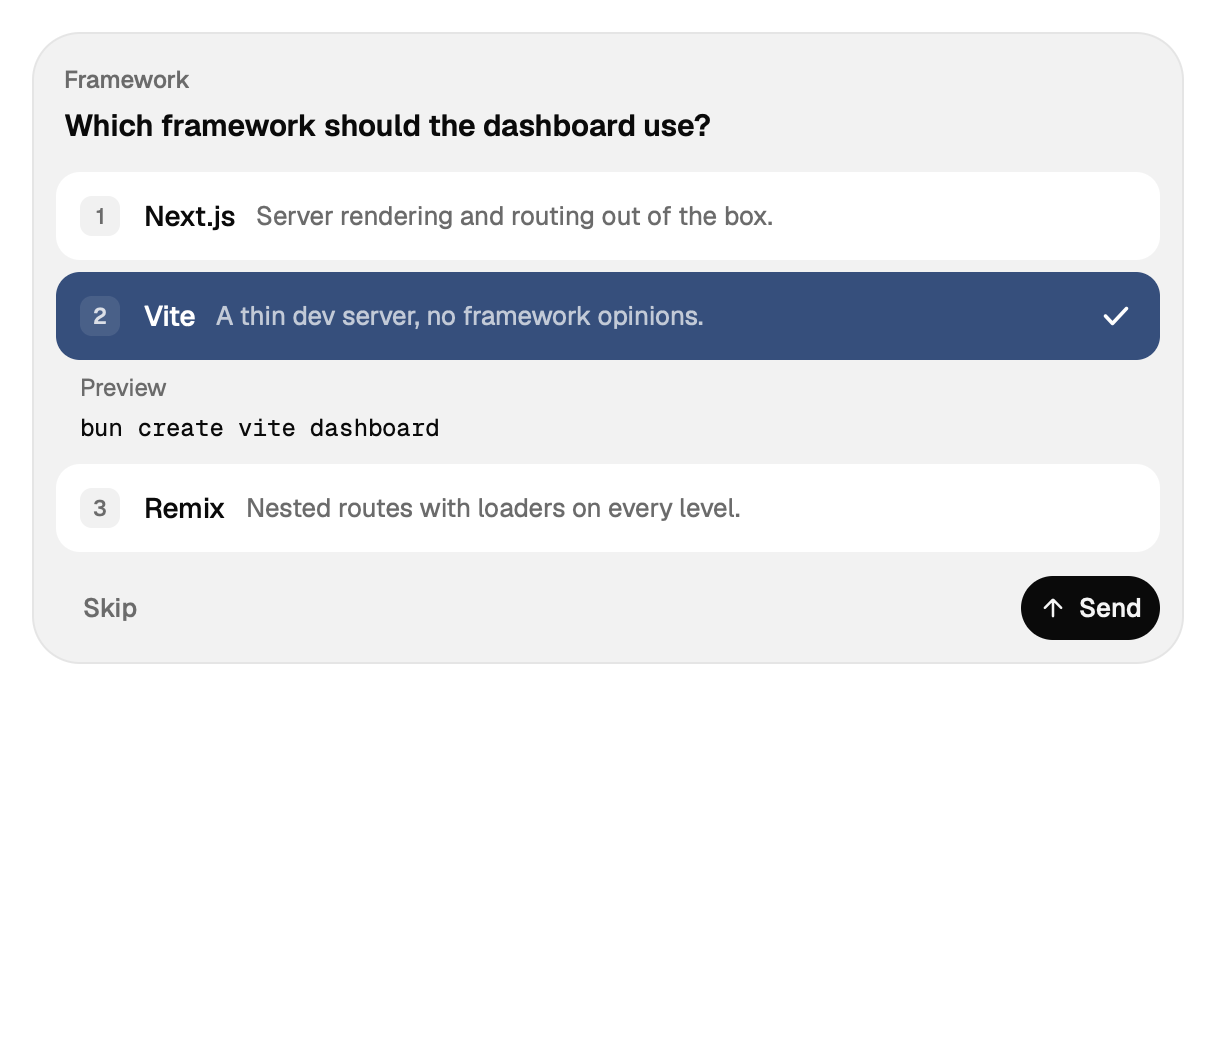 Framework
Which framework should the dashboard use?
1 Next.js Server rendering and routing out of the box.
2 Vite A thin dev server, no framework opinions.
Preview
bun create vite dashboard
3 Remix Nested routes with loaders on every level.
Skip Send